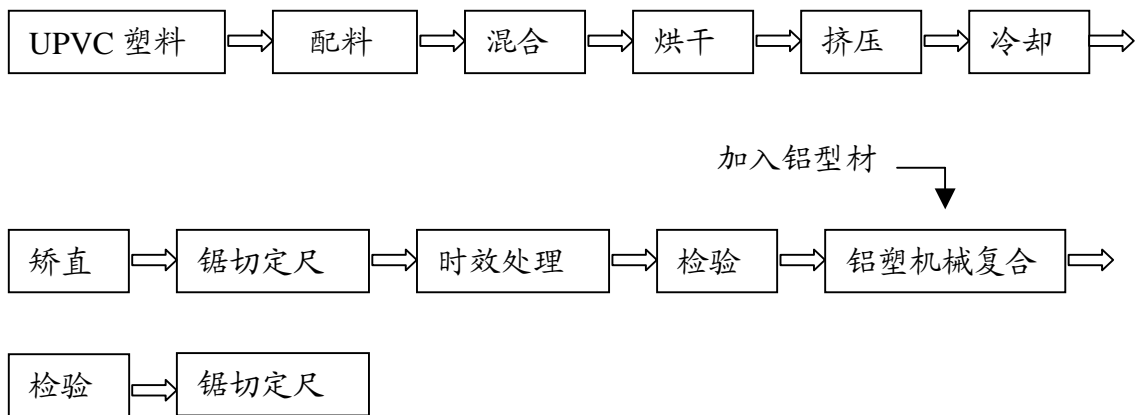 UPVC 塑料 配料 混合 烘干 挤压 冷却
加入铝型材
矫直 锯切定尺 时效处理 检验 铝塑机械复合
检验 锯切定尺